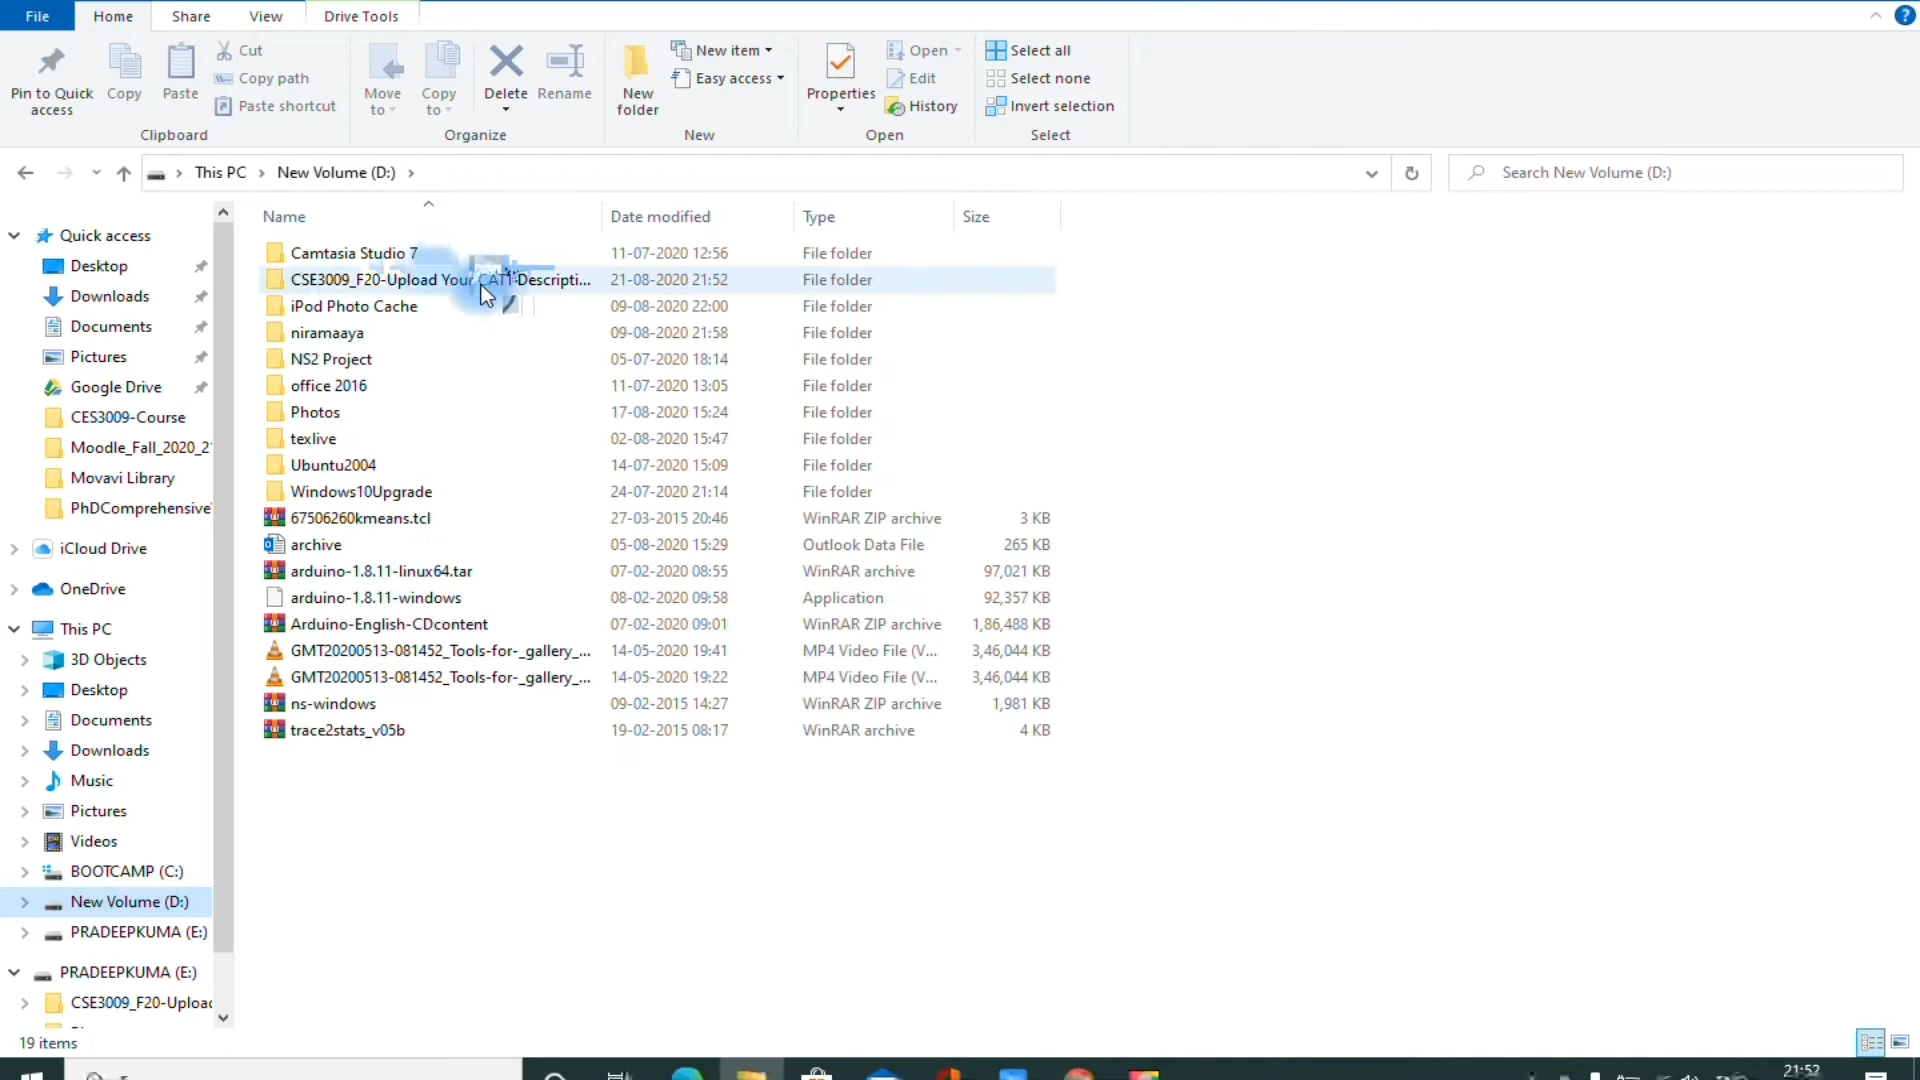 File Home Share View Drive Tools
Pin to Quick access
Copy
Paste
Cut
Copy path
Paste shortcut
Clipboard
Move to
Copy to
Delete
Rename
Organize
New folder
New item
Easy access
New
Properties
Open
Edit
History
Open
Select all
Select none
Invert selection
Select
This PC > New Volume (D:) >
Search New Volume (D:)
Quick access
Desktop
Downloads
Documents
Pictures
Google Drive
CES3009-Course
Moodle_Fall_2020_2
Movavi Library
PhDComprehensive
iCloud Drive
OneDrive
This PC
3D Objects
Desktop
Documents
Downloads
Music
Pictures
Videos
BOOTCAMP (C:)
New Volume (D:)
PRADEEPKUMA (E:)
PRADEEPKUMA (E:)
CSE3009_F20-Upload
Name Date modified Type Size
Camtasia Studio 7 11-07-2020 12:56 File folder
CSE3009_F20-Upload Your CAT1 Descripti... 21-08-2020 21:52 File folder
iPod Photo Cache 09-08-2020 22:00 File folder
niramaaya 09-08-2020 21:58 File folder
NS2 Project 05-07-2020 18:14 File folder
office 2016 11-07-2020 13:05 File folder
Photos 17-08-2020 15:24 File folder
texlive 02-08-2020 15:47 File folder
Ubuntu2004 14-07-2020 15:09 File folder
Windows10Upgrade 24-07-2020 21:14 File folder
67506260kmeans.tcl 27-03-2015 20:46 WinRAR ZIP archive 3 KB
archive 05-08-2020 15:29 Outlook Data File 265 KB
arduino-1.8.11-linux64.tar 07-02-2020 08:55 WinRAR archive 97,021 KB
arduino-1.8.11-windows 08-02-2020 09:58 Application 92,357 KB
Arduino-English-CDcontent 07-02-2020 09:01 WinRAR ZIP archive 1,86,488 KB
GMT20200513-081452_Tools-for-_gallery_... 14-05-2020 19:41 MP4 Video File (V... 3,46,044 KB
GMT20200513-081452_Tools-for-_gallery_... 14-05-2020 19:22 MP4 Video File (V... 3,46,044 KB
ns-windows 09-02-2015 14:27 WinRAR ZIP archive 1,981 KB
trace2stats_v05b 19-02-2015 08:17 WinRAR archive 4 KB
19 items
21:52